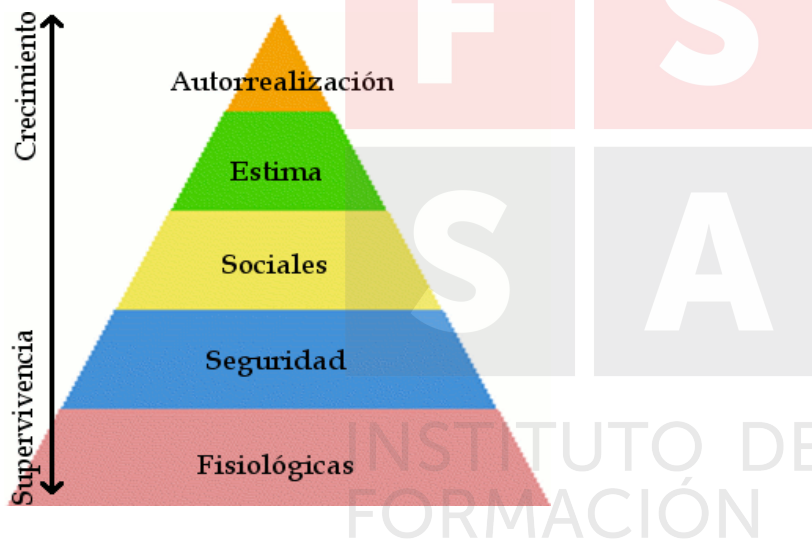 Crecimiento
Supervivencia
Autorrealización
Estima
Sociales
Seguridad
Fisiológicas
F S
S A
INSTITUTO DE
FORMACIÓN